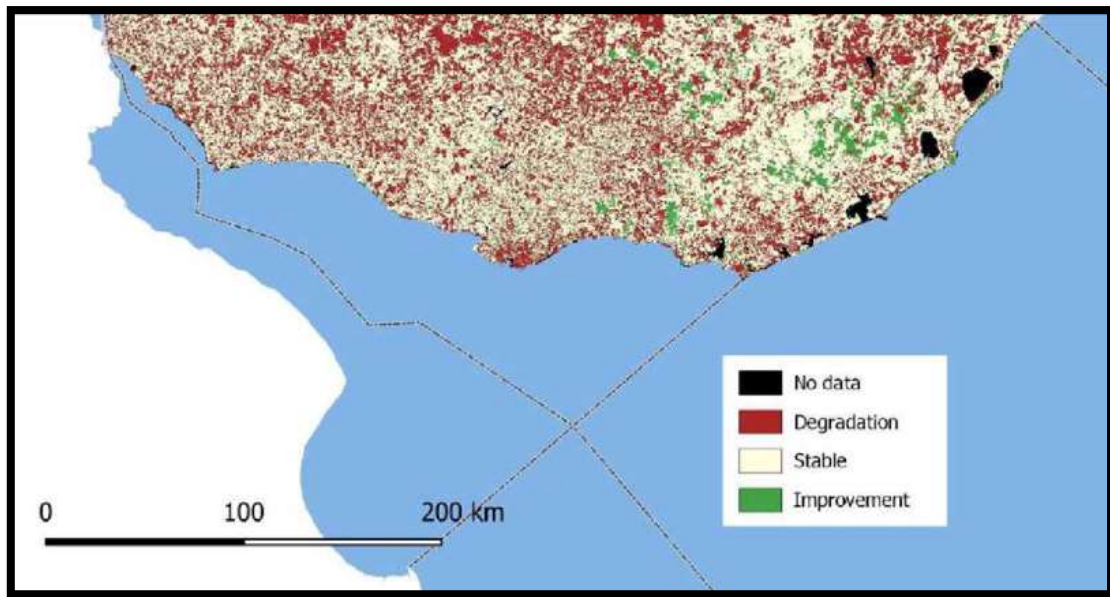 No data
Degradation
Stable
Improvement
0 100 200 km